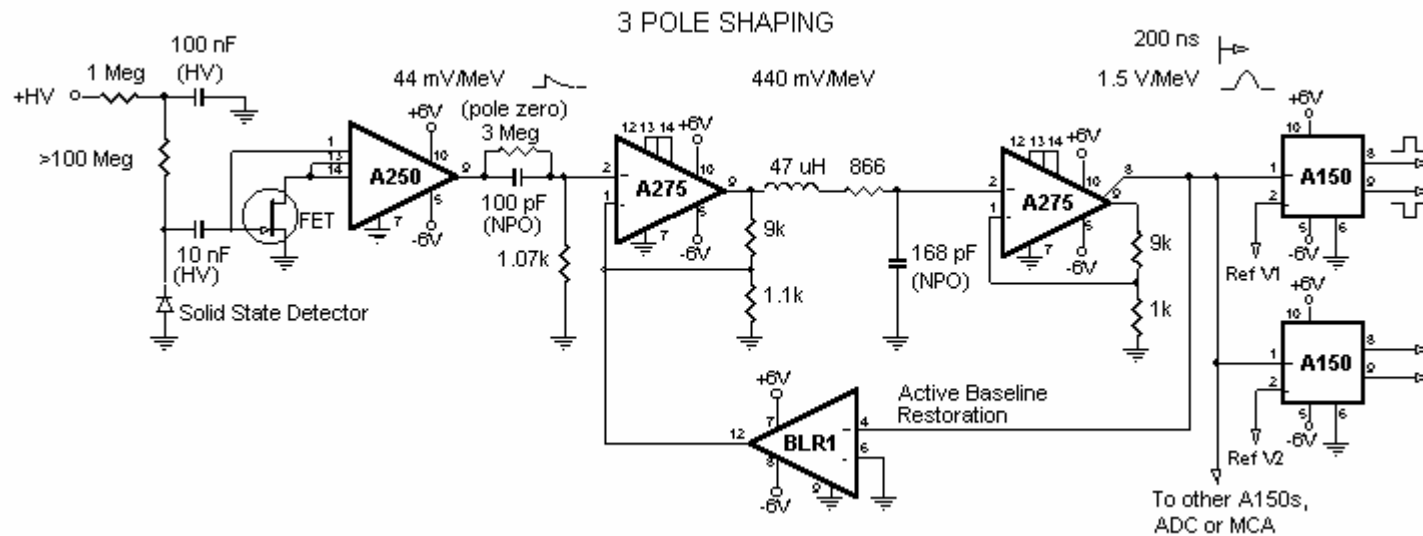 3 POLE SHAPING
100 nF
(HV)
1 Meg
+HV
>100 Meg
10 nF
(HV)
Solid State Detector
FET
1
13
14
A250
+6V
10
9
7
5
-6V
44 mV/MeV
(pole zero)
3 Meg
100 pF
(NPO)
1.07k
12 13 14
+6V
2
1
A275
10
9
7
5
-6V
9k
1.1k
440 mV/MeV
47 uH
866
168 pF
(NPO)
12 13 14
+6V
2
1
A275
10
8
9
7
5
-6V
9k
1k
200 ns
1.5 V/MeV
+6V
10
1
2
A150
8
9
5
6
-6V
Ref V1
+6V
10
1
2
A150
8
9
5
6
-6V
Ref V2
To other A150s,
ADC or MCA
Active Baseline
Restoration
+6V
7
12
BLR1
4
6
8
9
-6V